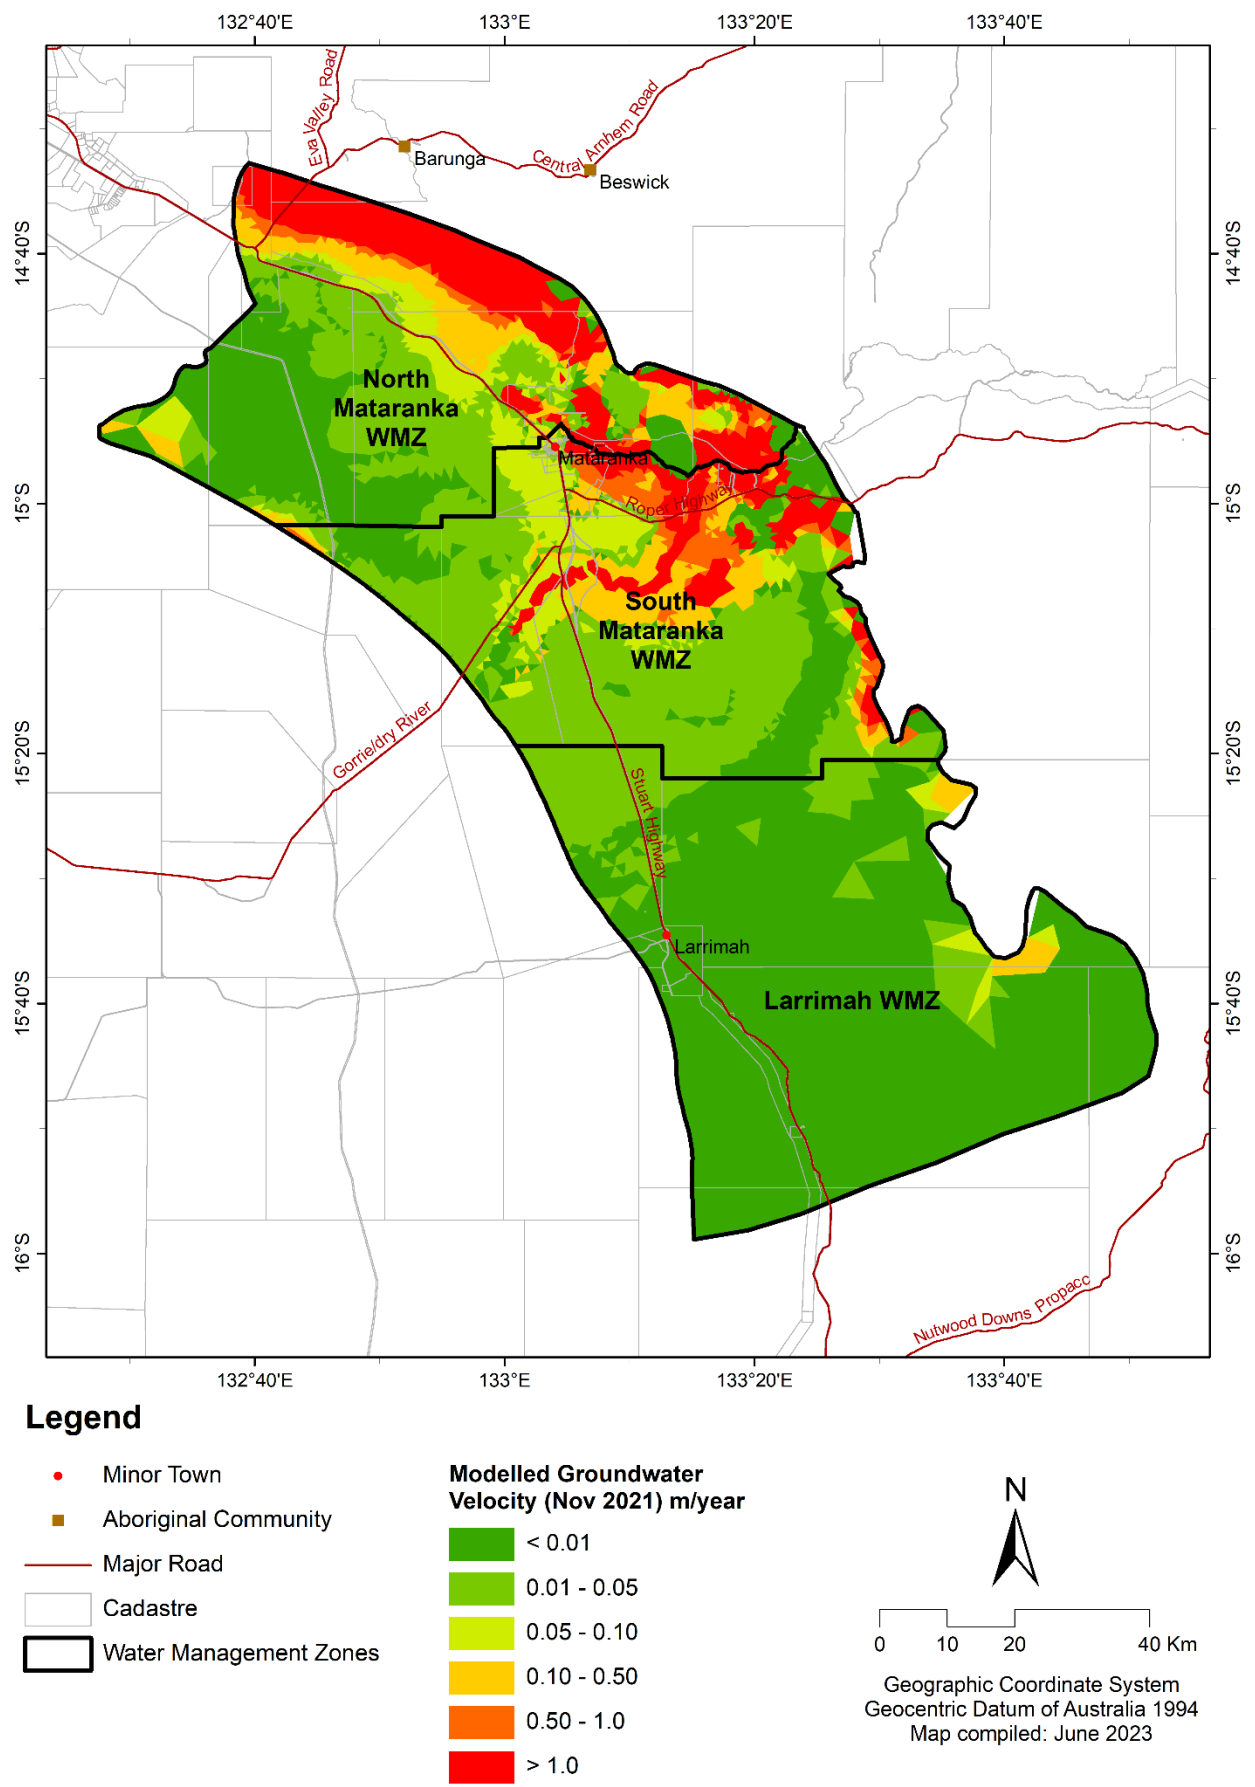 132°40'E
133°E
133°20'E
133°40'E
Eva Valley Road
Central Arnhem Road
Barunga
Beswick
14°40'S
14°40'S
North
Mataranka
WMZ
Mataranka
Roper Highway
15°S
15°S
South
Mataranka
WMZ
Gorrie/dry River
15°20'S
15°20'S
Stuart Highway
Larrimah
Larrimah WMZ
15°40'S
15°40'S
16°S
16°S
Nutwood Downs Propacc
132°40'E
133°E
133°20'E
133°40'E
Legend
Minor Town
Aboriginal Community
Major Road
Cadastre
Water Management Zones
Modelled Groundwater
Velocity (Nov 2021) m/year
< 0.01
0.01 - 0.05
0.05 - 0.10
0.10 - 0.50
0.50 - 1.0
> 1.0
N
0 10 20 40 Km
Geographic Coordinate System
Geocentric Datum of Australia 1994
Map compiled: June 2023